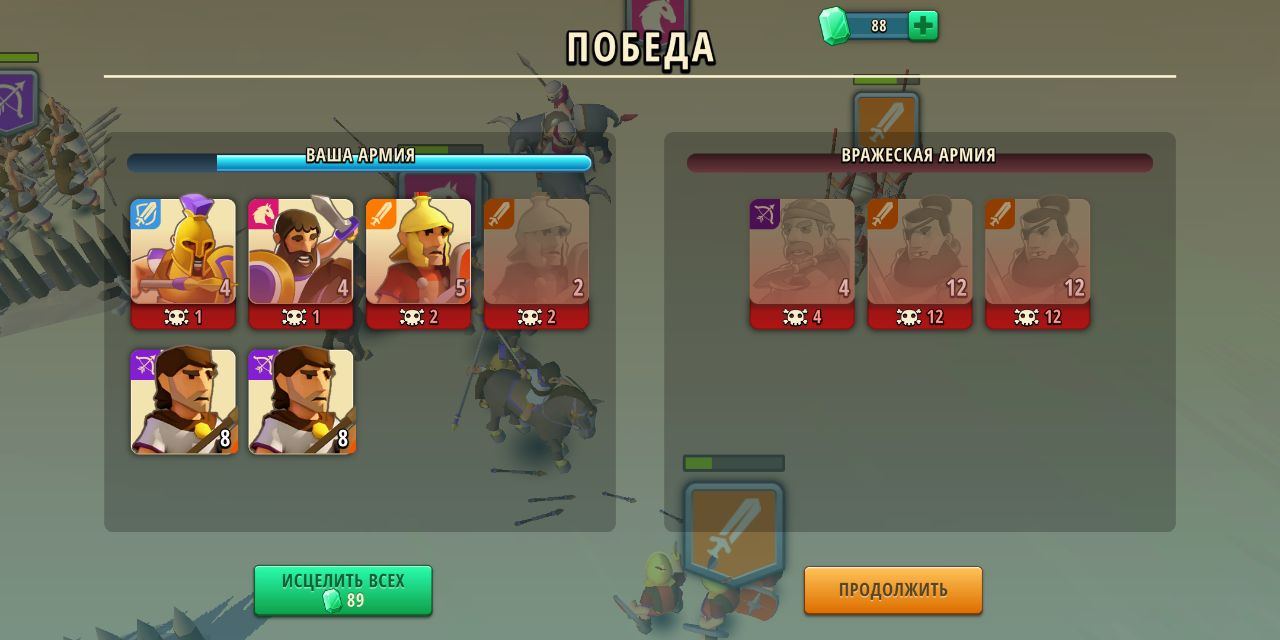 88
ПОБЕДА
ВАША АРМИЯ
ВРАЖЕСКАЯ АРМИЯ
4 4 5 2
1 1 2 2
8 8
4 12 12
4 12 12
ИСЦЕЛИТЬ ВСЕХ
89
ПРОДОЛЖИТЬ